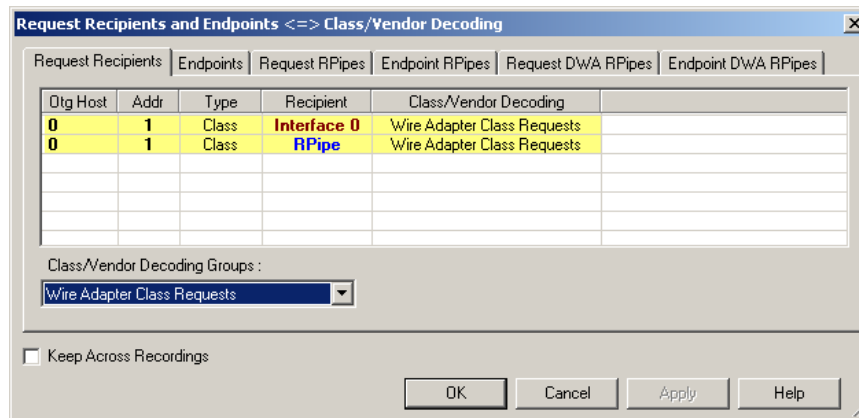 Request Recipients and Endpoints <=> Class/Vendor Decoding
Request Recipients Endpoints Request RPipes Endpoint RPipes Request DWA RPipes Endpoint DWA RPipes
Otg Host Addr Type Recipient Class/Vendor Decoding
0 1 Class Interface 0 Wire Adapter Class Requests
0 1 Class RPipe Wire Adapter Class Requests
Class/Vendor Decoding Groups :
Wire Adapter Class Requests
Keep Across Recordings
OK Cancel Apply Help